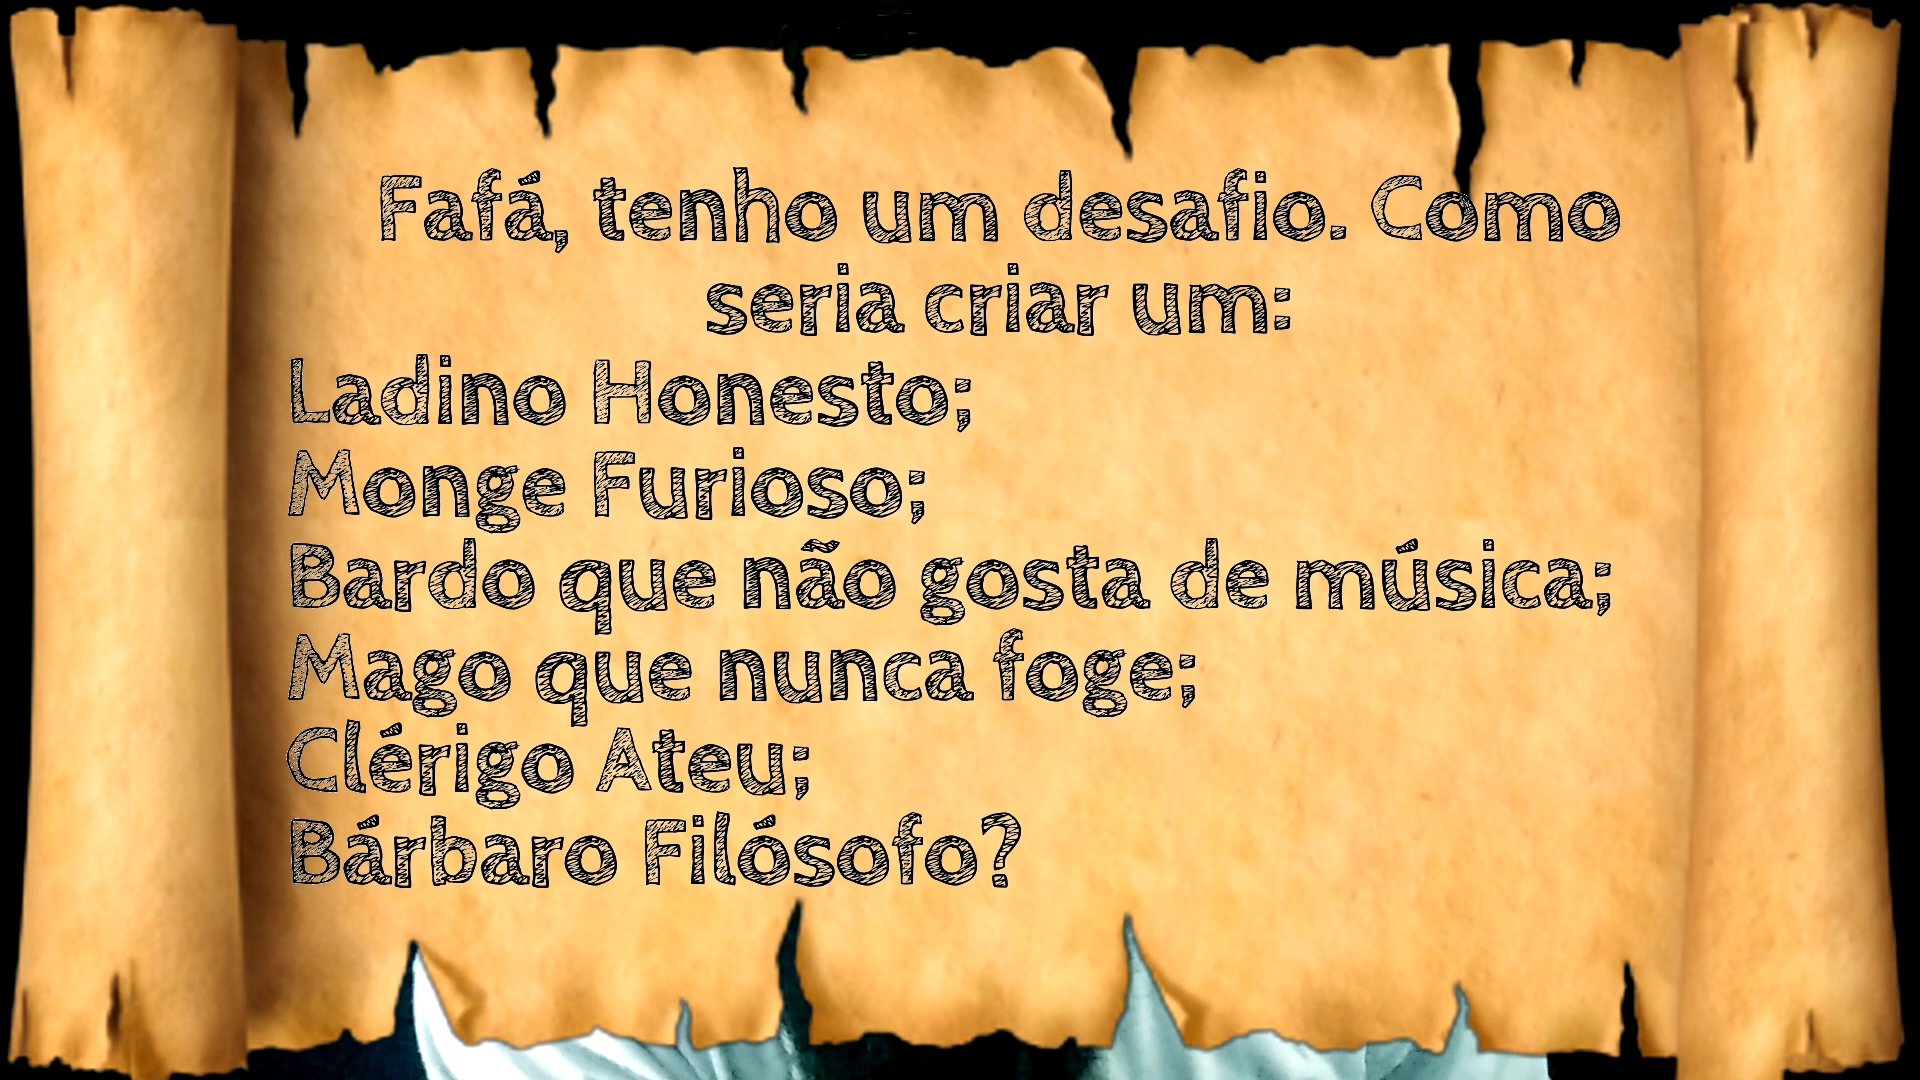 Fafá, tenho um desafio. Como
seria criar um:
Ladino Honesto;
Monge Furioso;
Bardo que não gosta de música;
Mago que nunca foge;
Clérigo Ateu;
Bárbaro Filósofo?